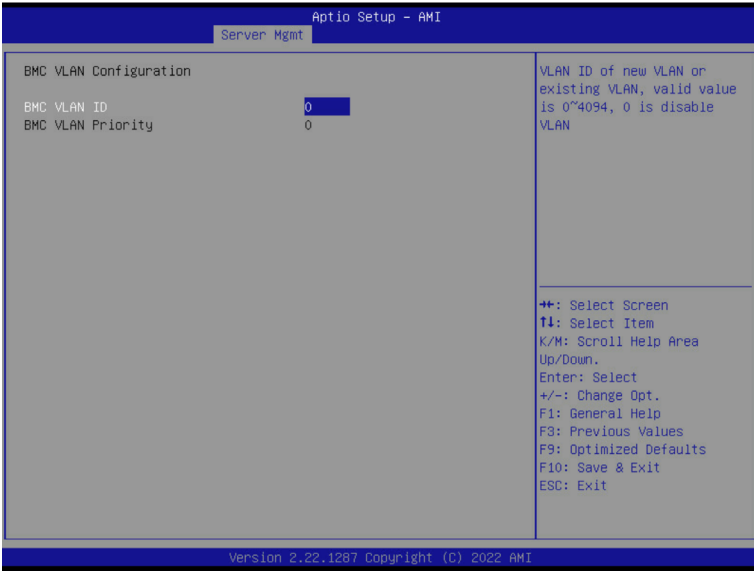 Aptio Setup – AMI
Server Mgmt
BMC VLAN Configuration
BMC VLAN ID 0
BMC VLAN Priority 0
VLAN ID of new VLAN or
existing VLAN, valid value
is 0~4094, 0 is disable
VLAN
→←: Select Screen
↑↓: Select Item
K/M: Scroll Help Area
Up/Down.
Enter: Select
+/-: Change Opt.
F1: General Help
F3: Previous Values
F9: Optimized Defaults
F10: Save & Exit
ESC: Exit
Version 2.22.1287 Copyright (C) 2022 AMI